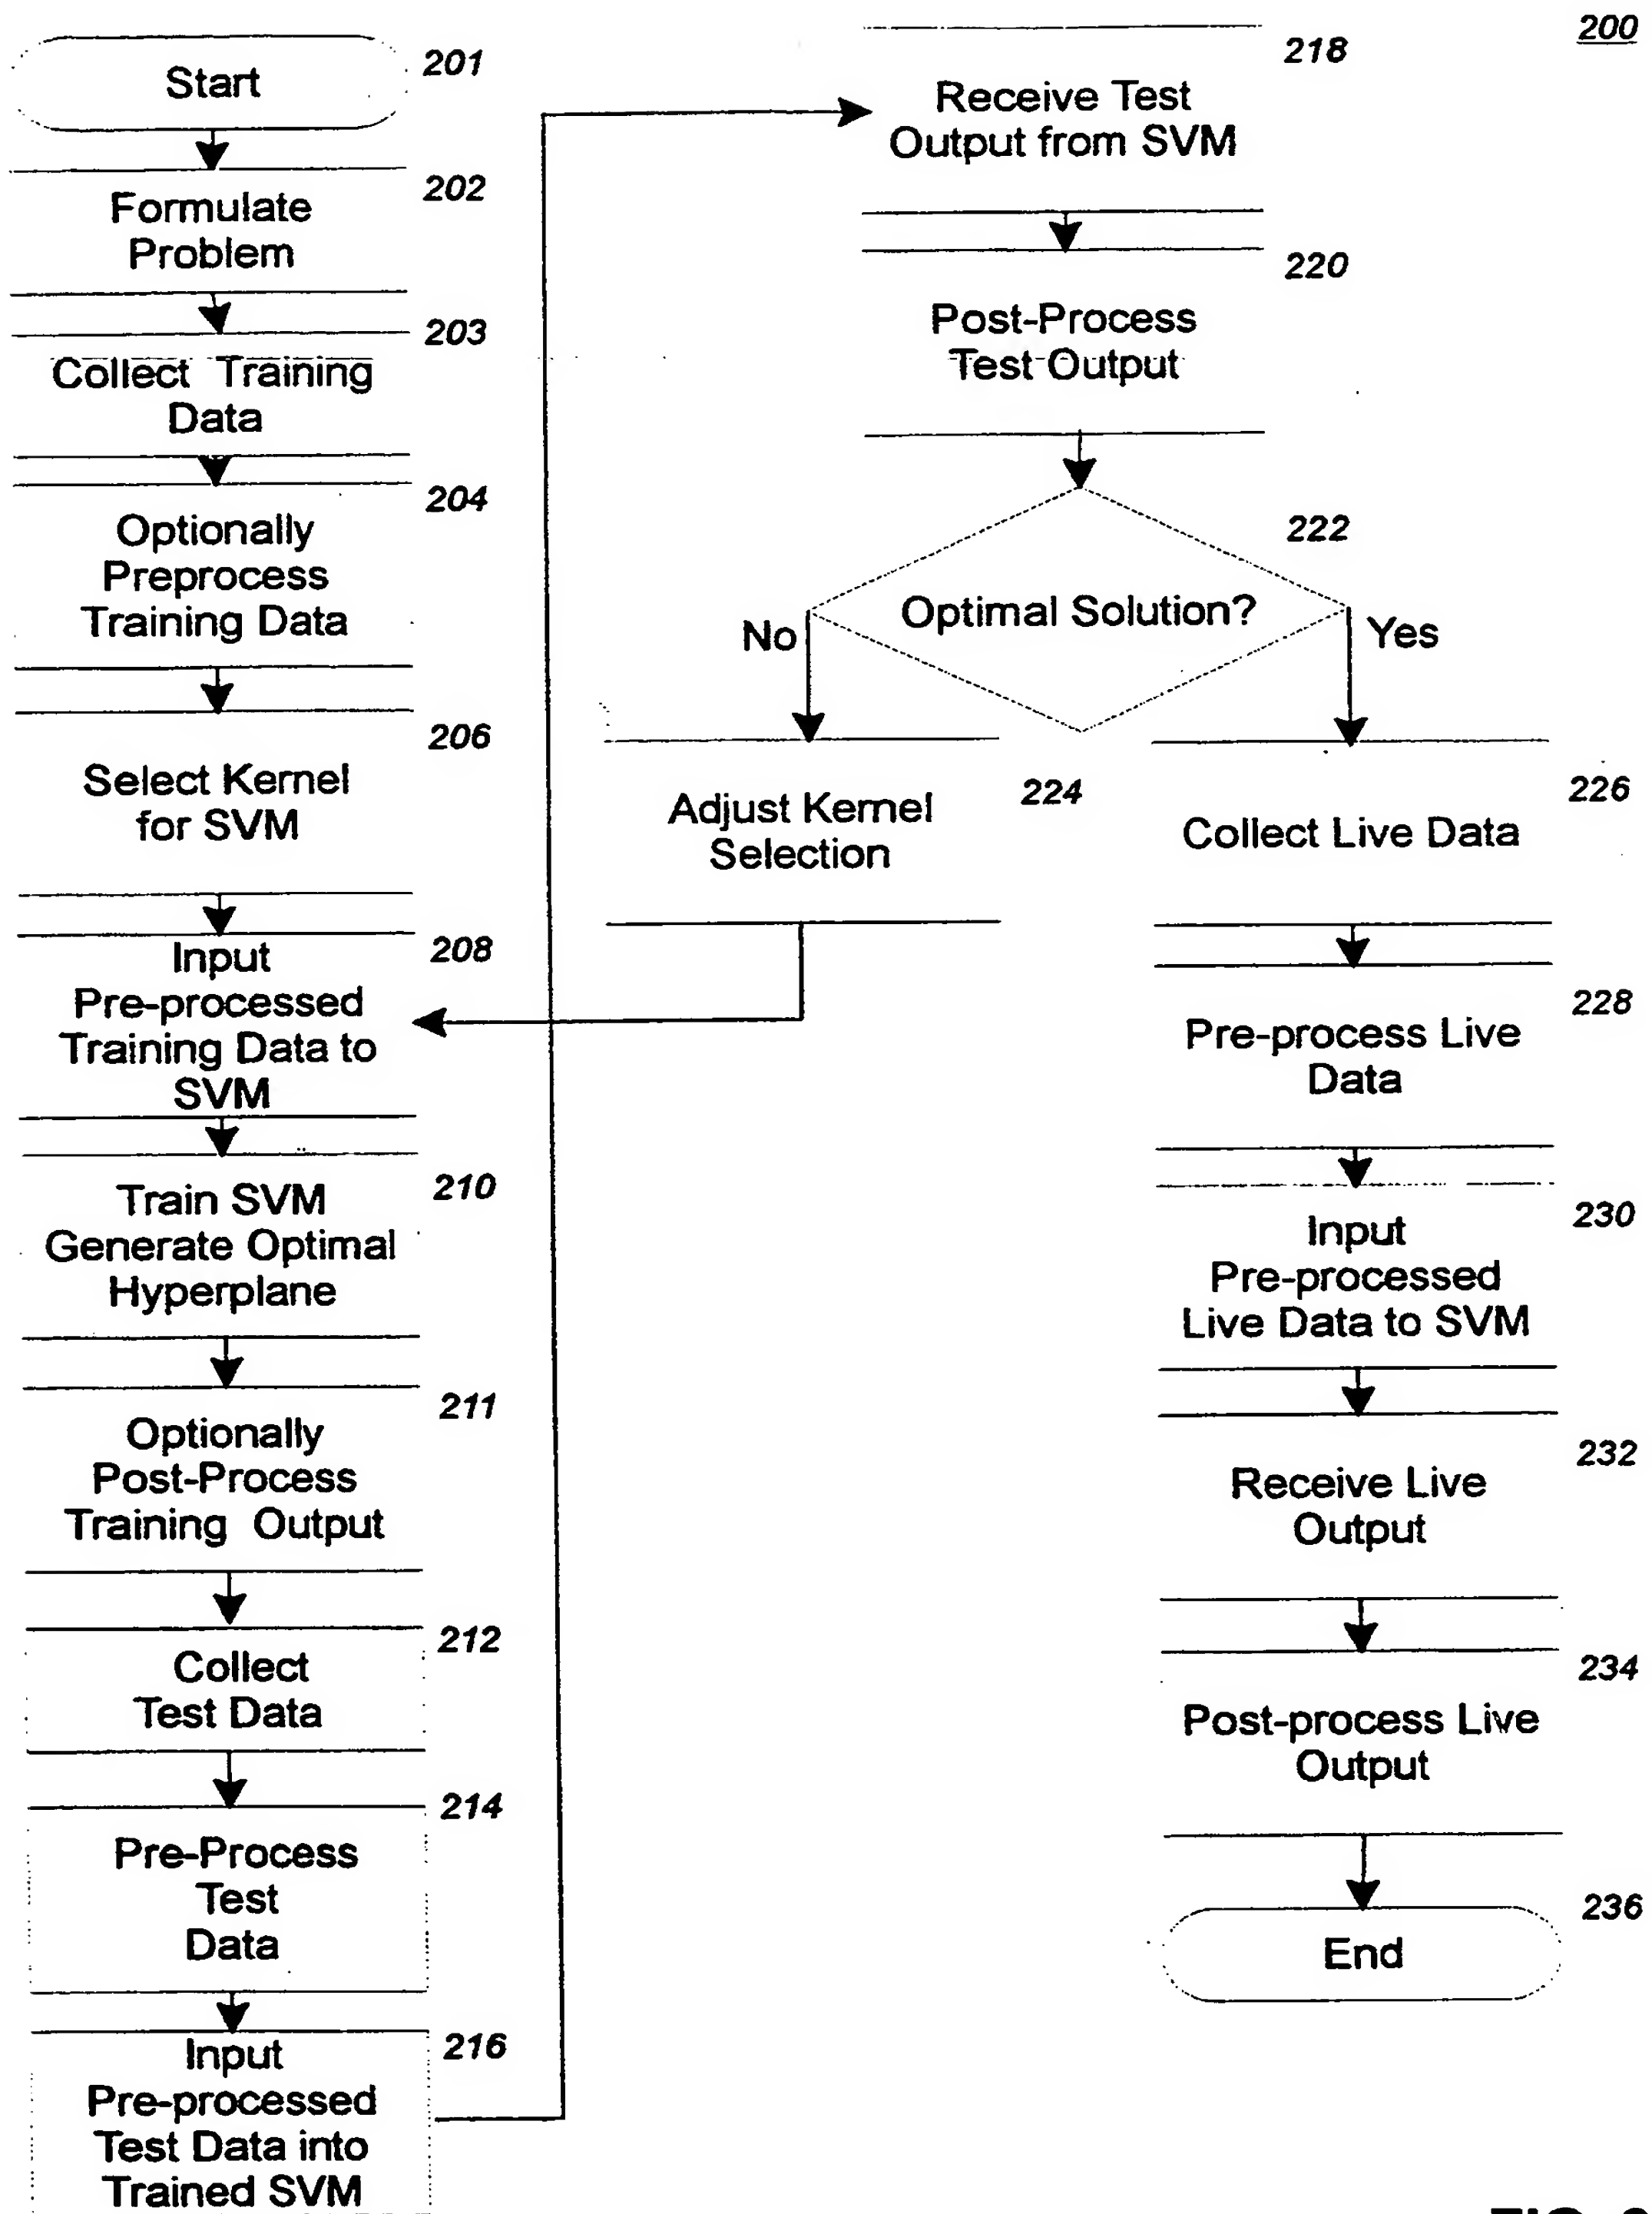 200
Start
201
Formulate
Problem
202
Collect Training
Data
203
Optionally
Preprocess
Training Data
204
Select Kernel
for SVM
206
Input
Pre-processed
Training Data to
SVM
208
Train SVM
Generate Optimal
Hyperplane
210
Optionally
Post-Process
Training Output
211
Collect
Test Data
212
Pre-Process
Test
Data
214
Input
Pre-processed
Test Data into
Trained SVM
216
Receive Test
Output from SVM
218
Post-Process
Test Output
220
Optimal Solution?
222
No
Yes
Adjust Kernel
Selection
224
Collect Live Data
226
Pre-process Live
Data
228
Input
Pre-processed
Live Data to SVM
230
Receive Live
Output
232
Post-process Live
Output
234
End
236